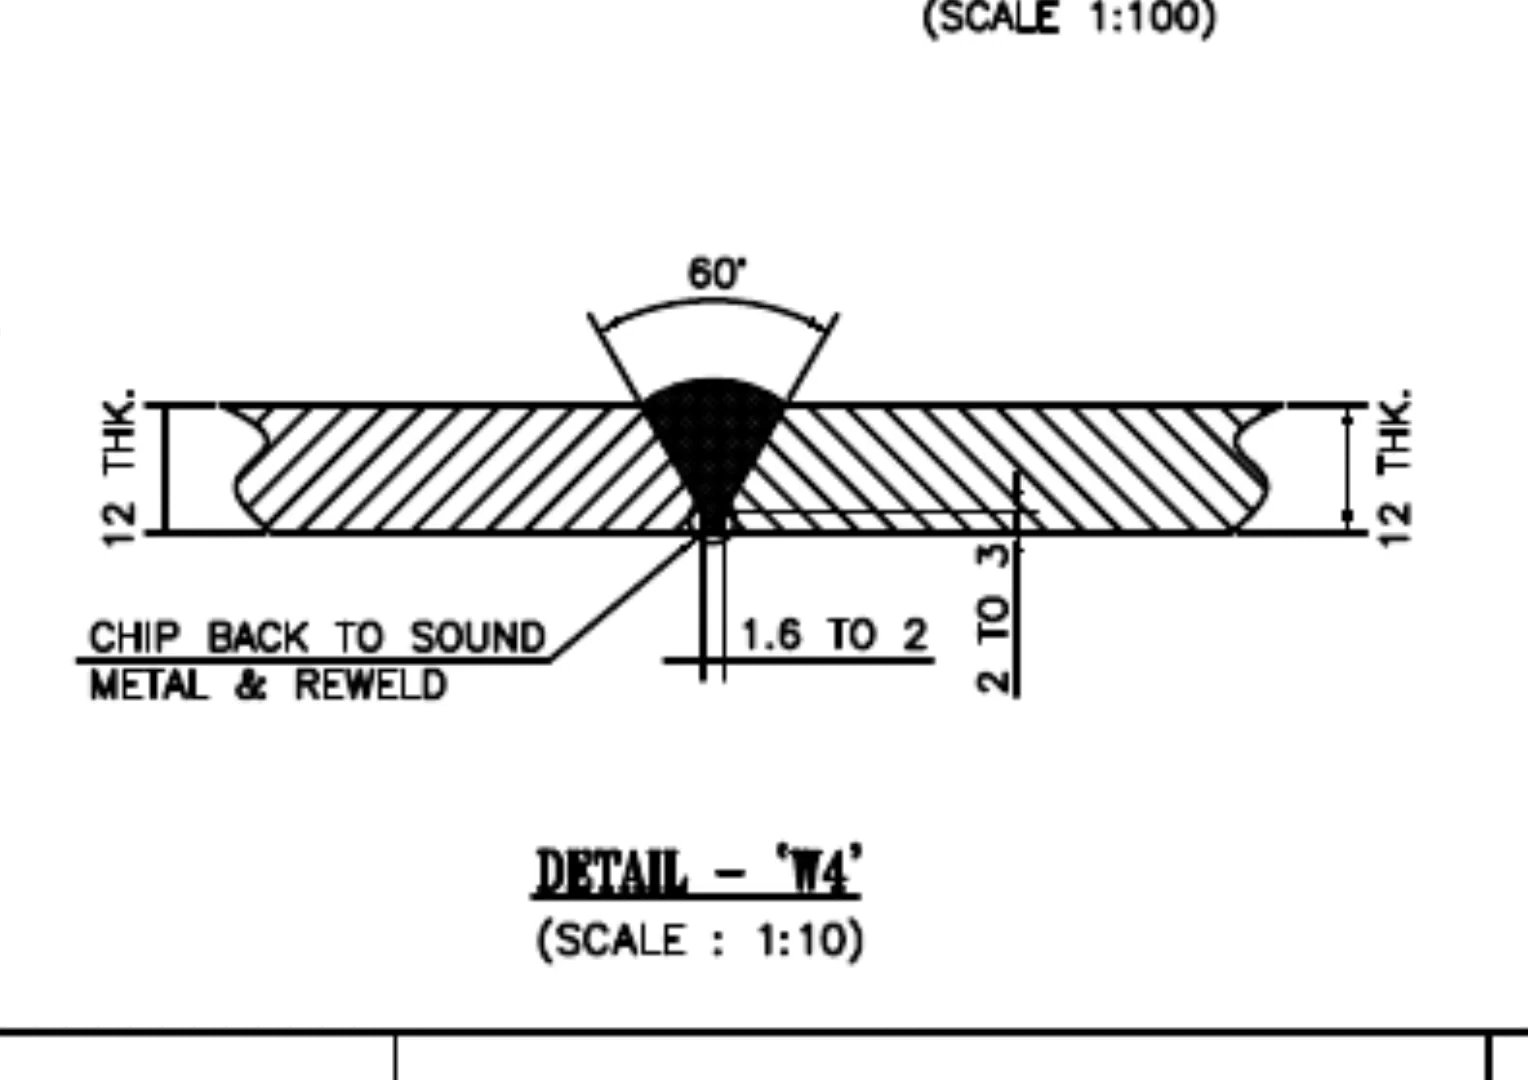 (SCALE 1:100)
60°
12 THK.
12 THK.
CHIP BACK TO SOUND
METAL & REWELD
1.6 TO 2
2 TO 3
DETAIL - 'W4'
(SCALE : 1:10)